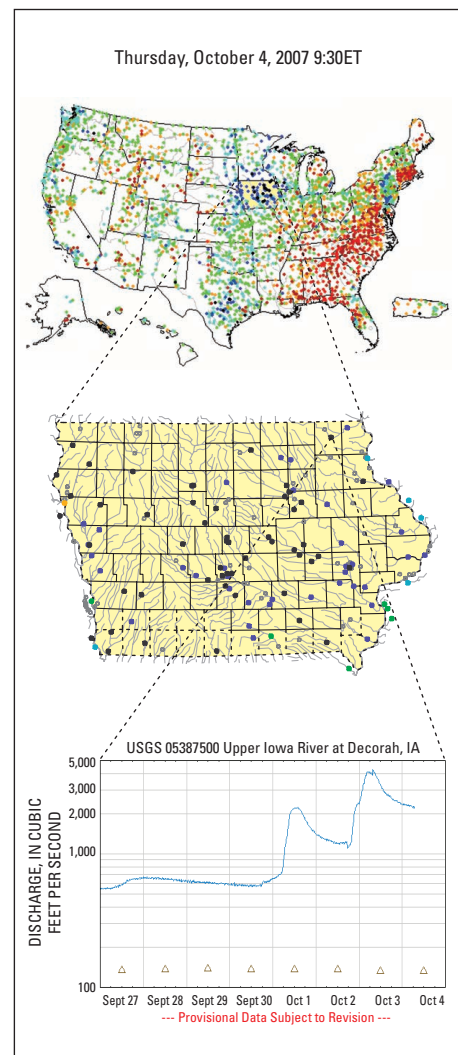 Thursday, October 4, 2007 9:30ET
USGS 05387500 Upper Iowa River at Decorah, IA
DISCHARGE, IN CUBIC
FEET PER SECOND
5,000
3,000
2,000
1,000
100
Sept 27 Sept 28 Sept 29 Sept 30 Oct 1 Oct 2 Oct 3 Oct 4
--- Provisional Data Subject to Revision ---